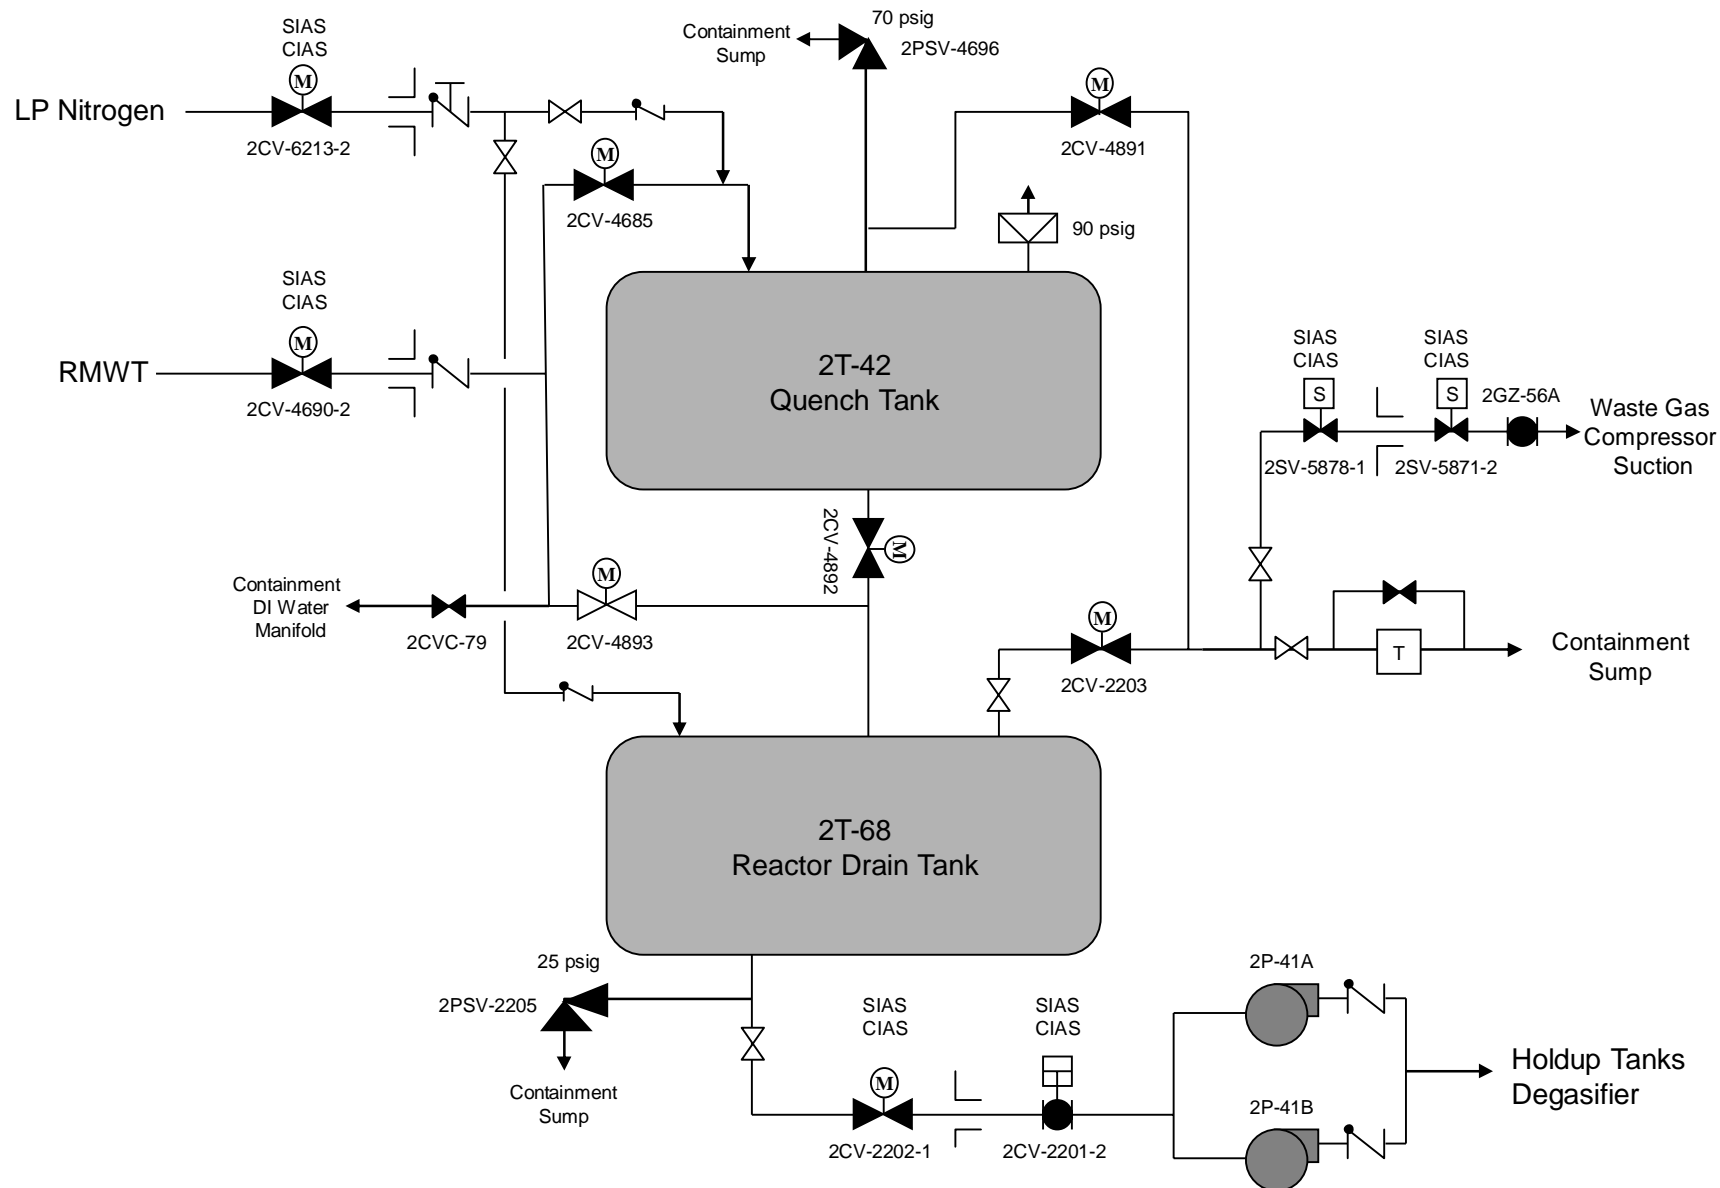 70 psig
2PSV-4696
Containment
Sump
SIAS
CIAS
M
LP Nitrogen
2CV-6213-2
M
2CV-4891
M
2CV-4685
90 psig
SIAS
CIAS
M
RMWT
2CV-4690-2
2T-42
Quench Tank
SIAS
CIAS
S
2SV-5878-1
SIAS
CIAS
S
2SV-5871-2
2GZ-56A
Waste Gas
Compressor
Suction
2CV-4892
M
Containment
DI Water
Manifold
2CVC-79
M
2CV-4893
M
2CV-2203
T
Containment
Sump
2T-68
Reactor Drain Tank
25 psig
2PSV-2205
Containment
Sump
SIAS
CIAS
M
2CV-2202-1
SIAS
CIAS
2CV-2201-2
2P-41A
2P-41B
Holdup Tanks
Degasifier